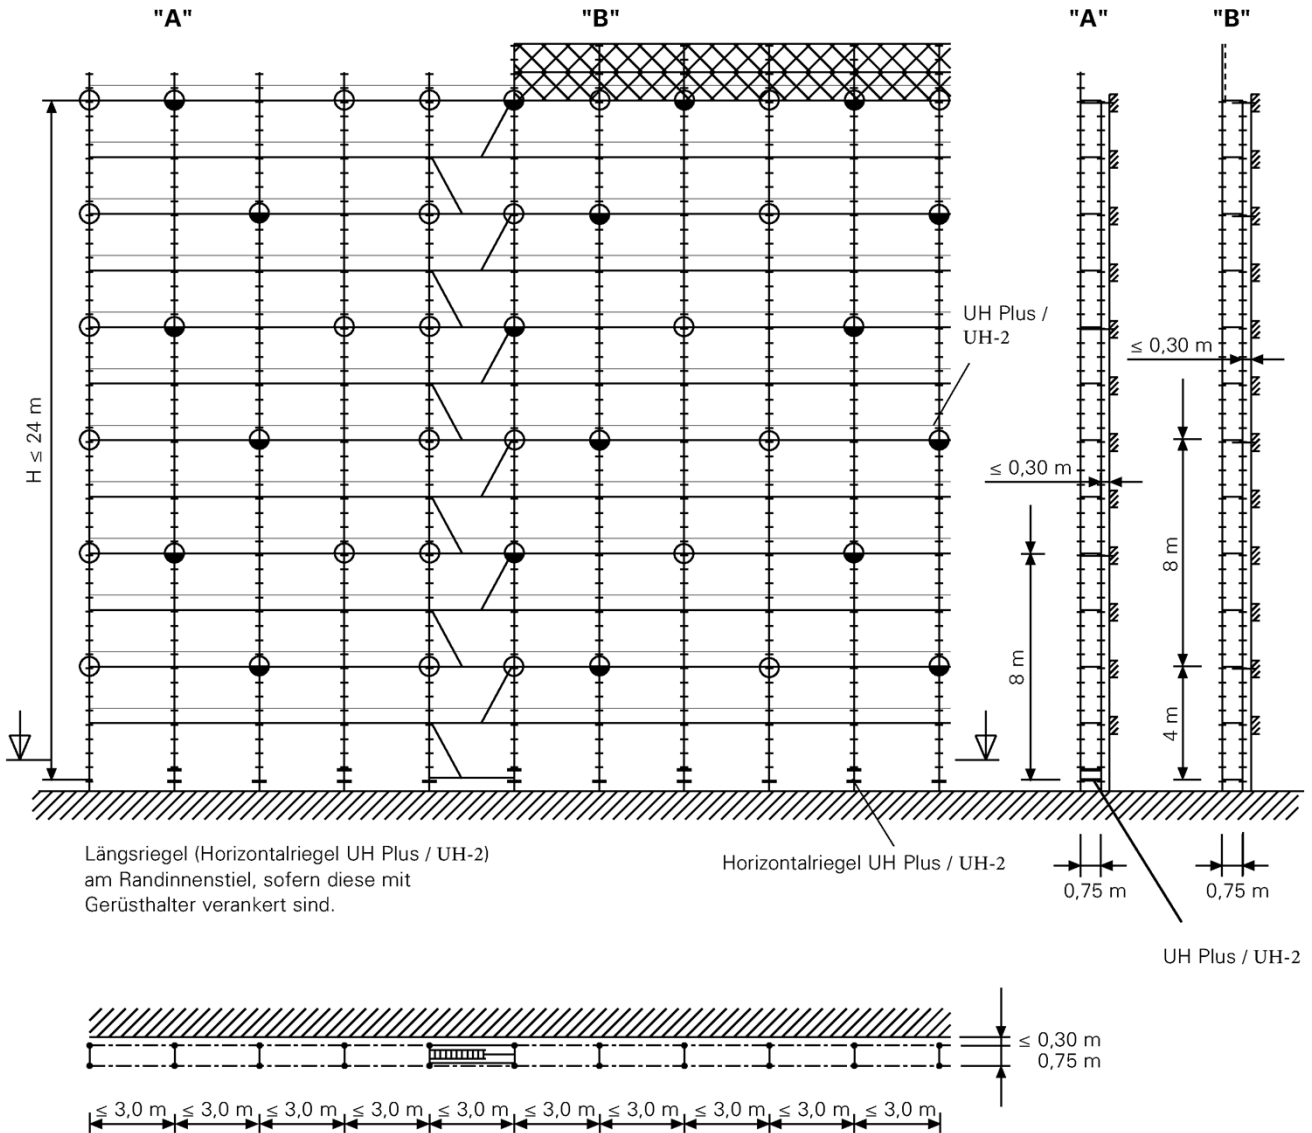 "A"
"B"
"A"
"B"
UH Plus /
UH-2
≤ 0,30 m
H ≤ 24 m
≤ 0,30 m
8 m
8 m
4 m
Längsriegel (Horizontalriegel UH Plus / UH-2)
am Randinnenstiel, sofern diese mit
Gerüsthalter verankert sind.
Horizontalriegel UH Plus / UH-2
0,75 m
0,75 m
UH Plus / UH-2
≤ 0,30 m
0,75 m
≤ 3,0 m
≤ 3,0 m
≤ 3,0 m
≤ 3,0 m
≤ 3,0 m
≤ 3,0 m
≤ 3,0 m
≤ 3,0 m
≤ 3,0 m
≤ 3,0 m